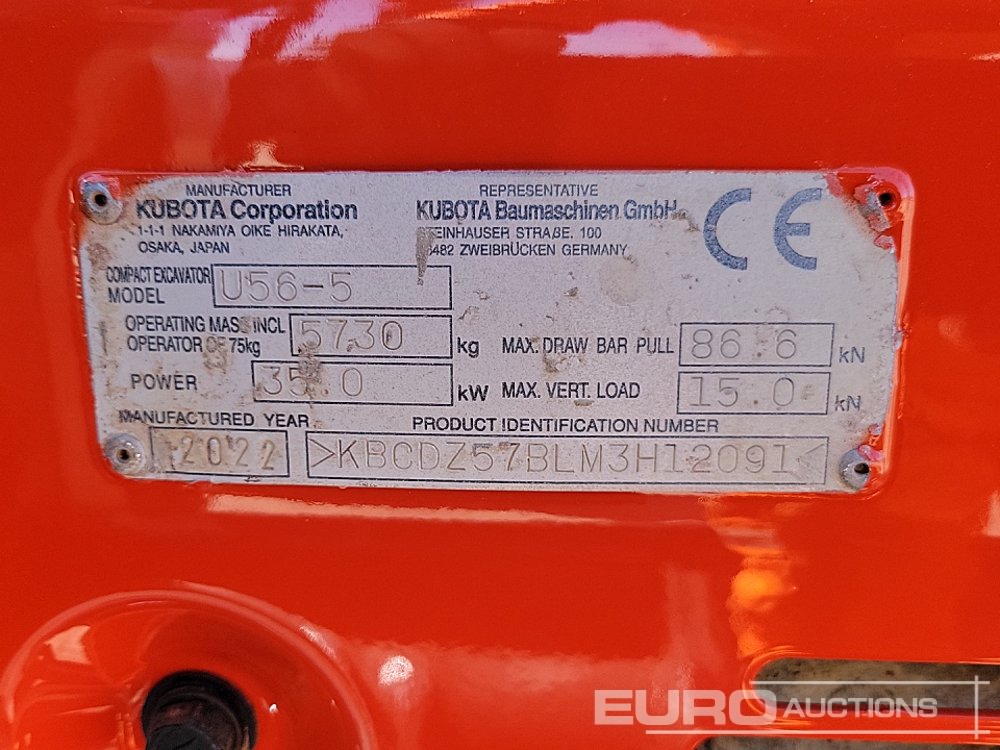 MANUFACTURER
KUBOTA Corporation
1-1-1 NAKAMIYA OIKE HIRAKATA,
OSAKA, JAPAN
REPRESENTATIVE
KUBOTA Baumaschinen GmbH
STEINHAUSER STRAßE. 100
ZWEIBRÜCKEN GERMANY
CE
COMPACT EXCAVATOR
MODEL U56-5
OPERATING MASS INCL
OPERATOR OF 75kg 5730 kg
MAX. DRAW BAR PULL 86.6 kN
POWER 35.0 kW
MAX. VERT. LOAD 15.0 kN
MANUFACTURED YEAR
2022
PRODUCT IDENTIFICATION NUMBER
>KBCDZ57BLM3H12091<
EURO AUCTIONS